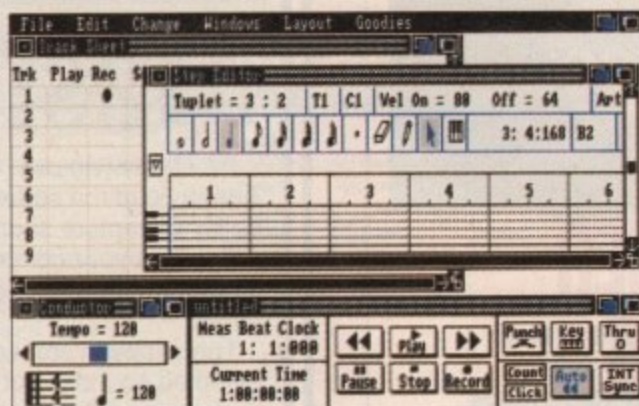 File Edit Change Windows Layout Goodies
Track Sheet
Trk Play Rec S
Step Editor
1
2
3
4
5
6
7
8
9
Tuplet = 3 : 2 T1 C1 Vel On = 80 Off = 64 Art
3: 4:168 B2
1 2 3 4 5 6
Conductor
Tempo = 120
= 120
untitled
Meas Beat Clock
1: 1:000
Current Time
1:00:00:00
Play
Pause Stop Record
Punch Key Thru
Count Click Auto INT Sync